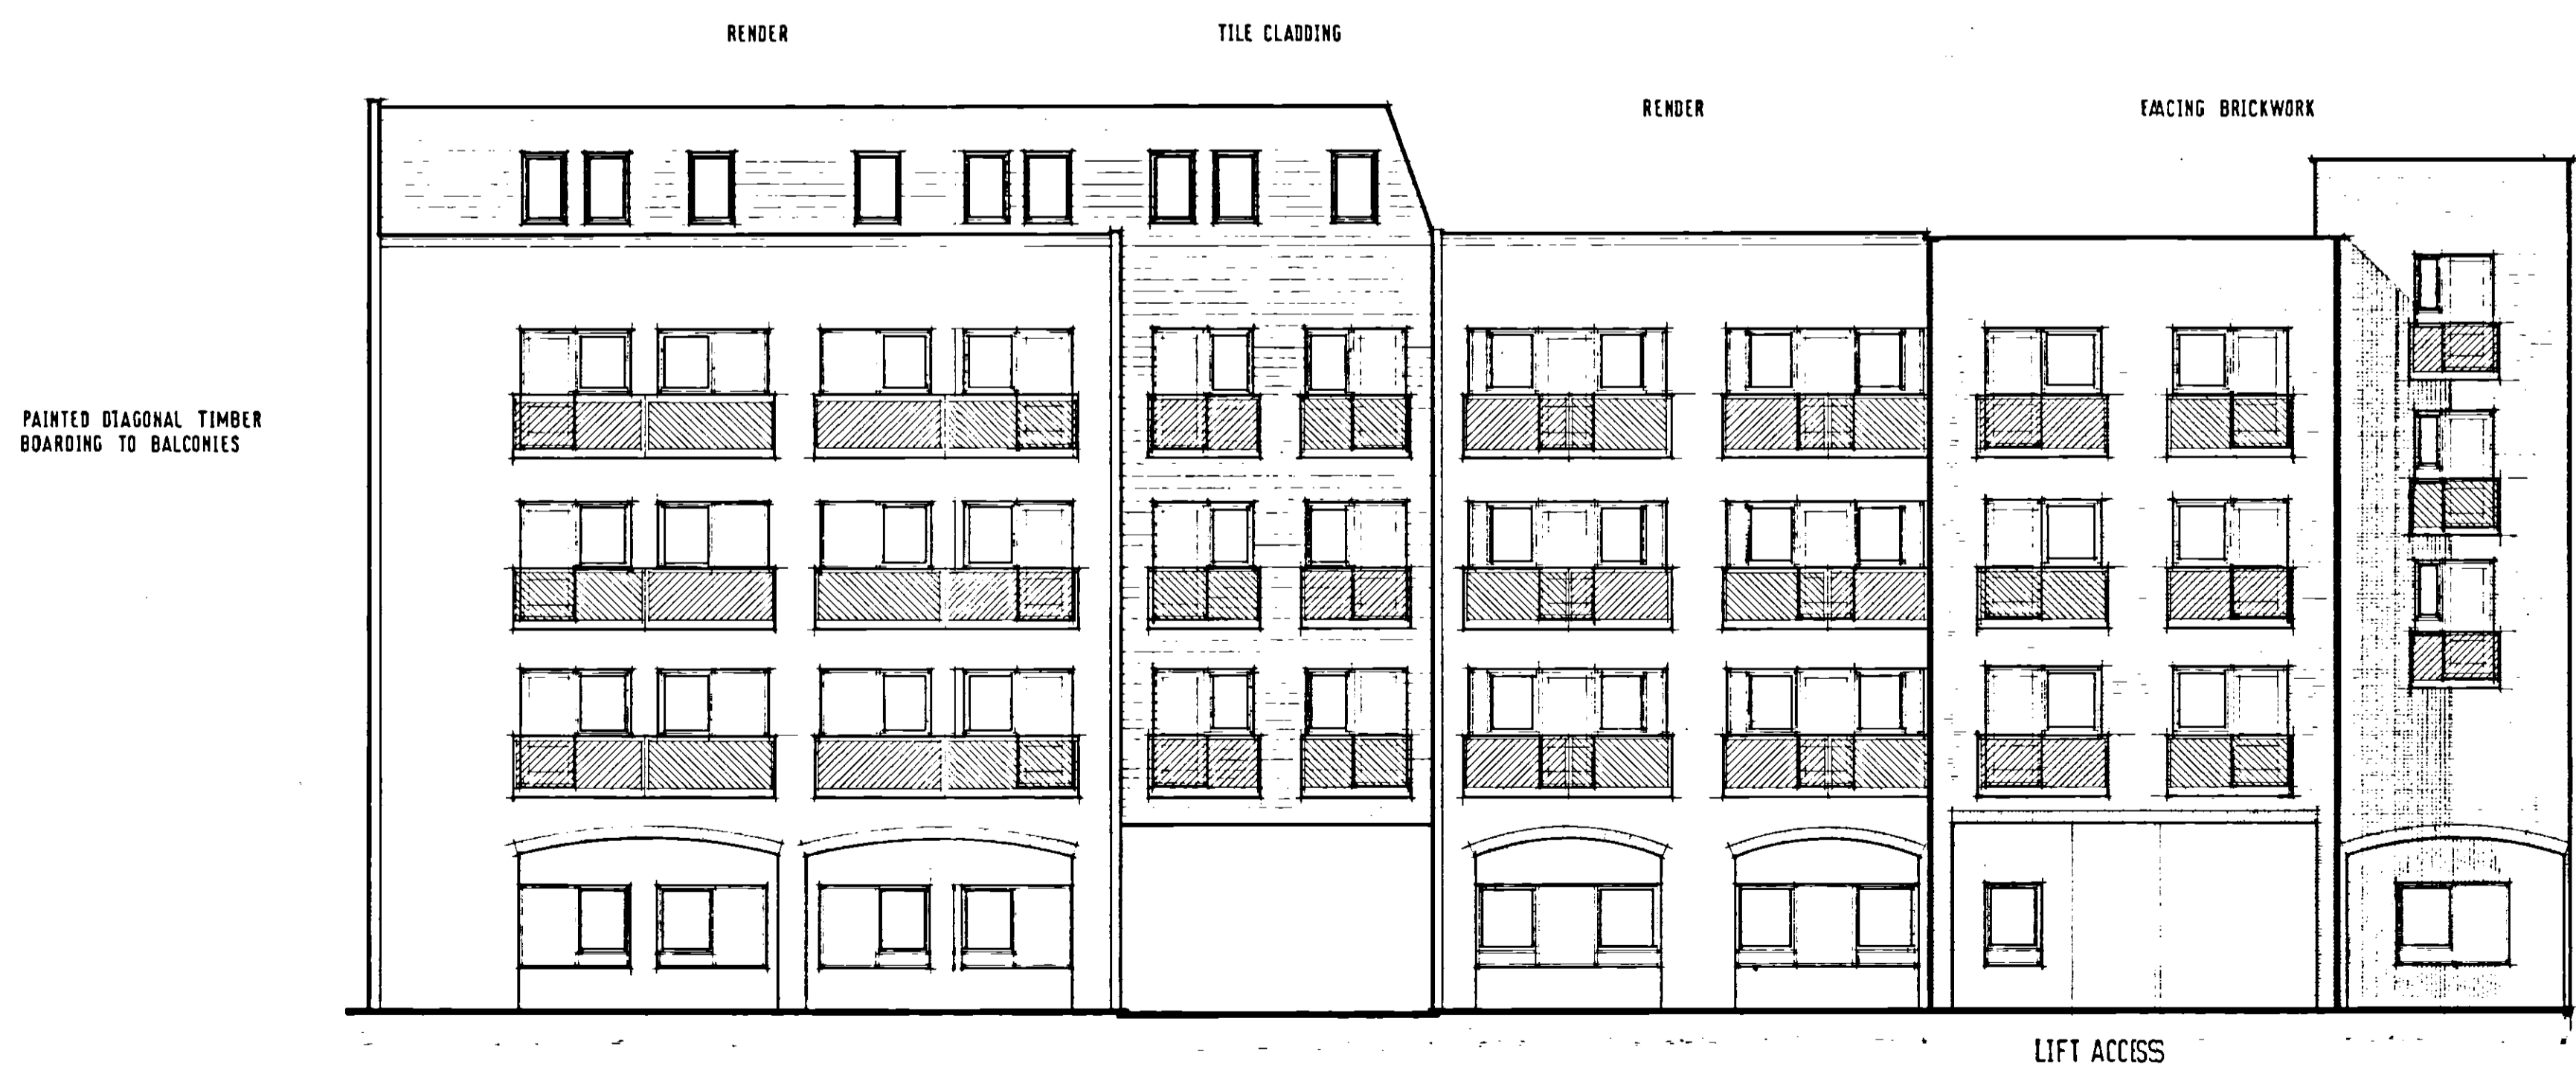 RENDER
TILE CLADDING
RENDER
FACING BRICKWORK
PAINTED DIAGONAL TIMBER
BOARDING TO BALCONIES
LIFT ACCESS